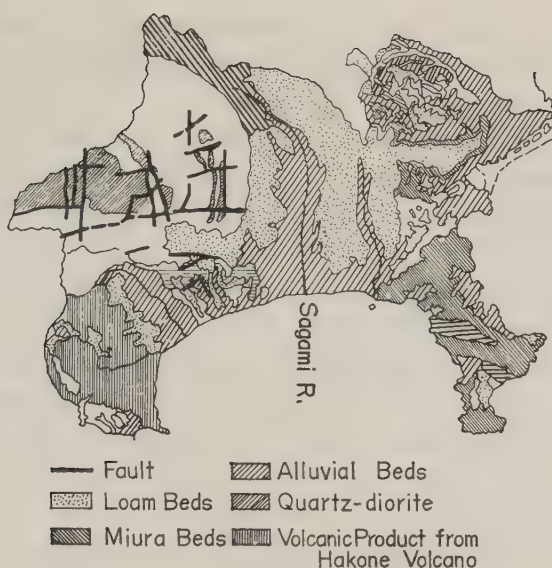 Sagami R.
Fault
Alluvial Beds
Loam Beds
Quartz-diorite
Miura Beds
Volcanic Product from
Hakone Volcano